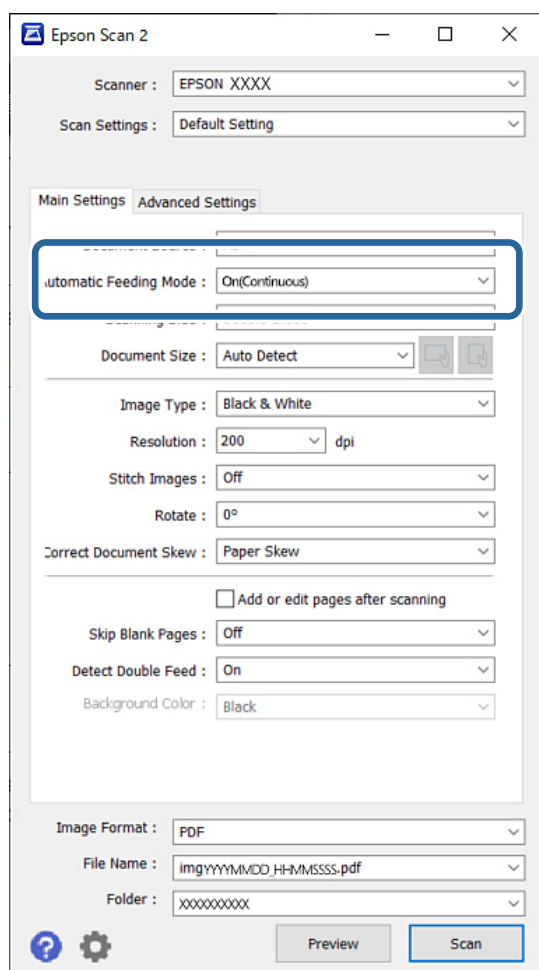 Epson Scan 2
Scanner : EPSON XXXX
Scan Settings : Default Setting
Main Settings Advanced Settings
utomatic Feeding Mode : On(Continuous)
Document Size : Auto Detect
Image Type : Black & White
Resolution : 200 dpi
Stitch Images : Off
Rotate : 0°
Correct Document Skew : Paper Skew
Add or edit pages after scanning
Skip Blank Pages : Off
Detect Double Feed : On
Background Color : Black
Image Format : PDF
File Name : imgYYYYMMDD_HHMMSSSS.pdf
Folder : XXXXXXXXXX
? Preview Scan